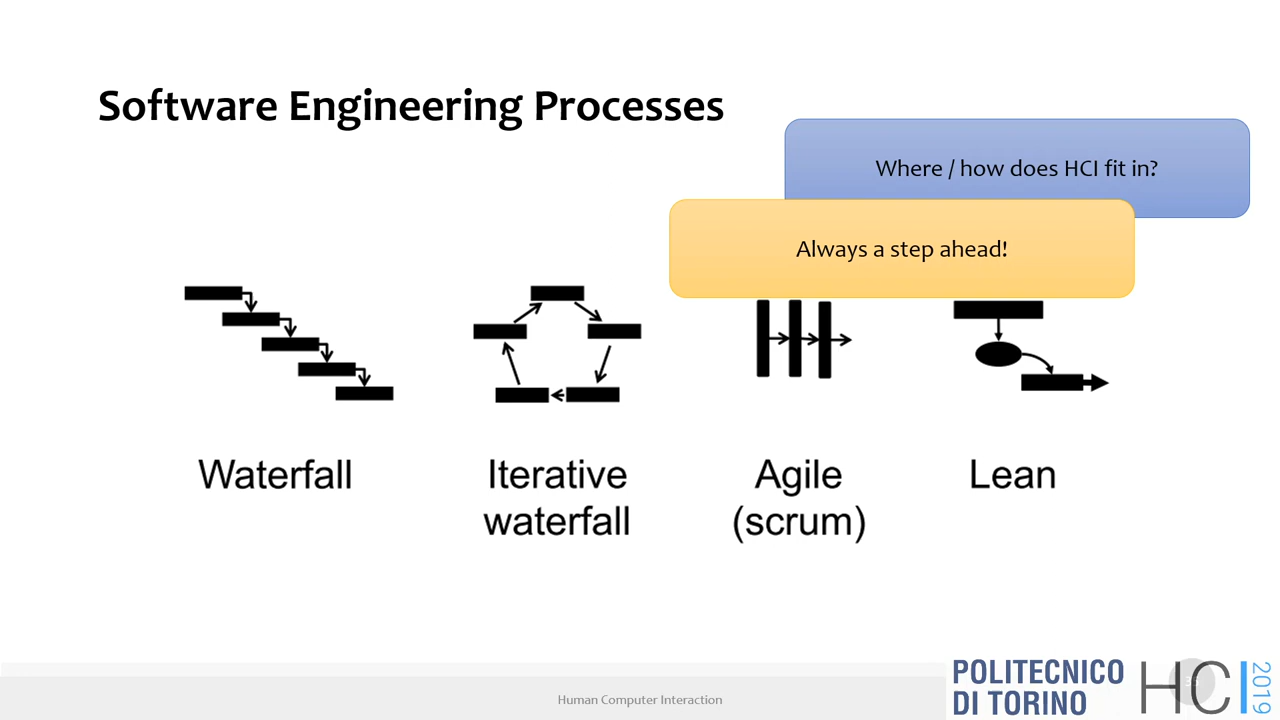 Software Engineering Processes
Where / how does HCI fit in?
Always a step ahead!
Waterfall
Iterative
waterfall
Agile
(scrum)
Lean
Human Computer Interaction
POLITECNICO
DI TORINO
HCI
2019